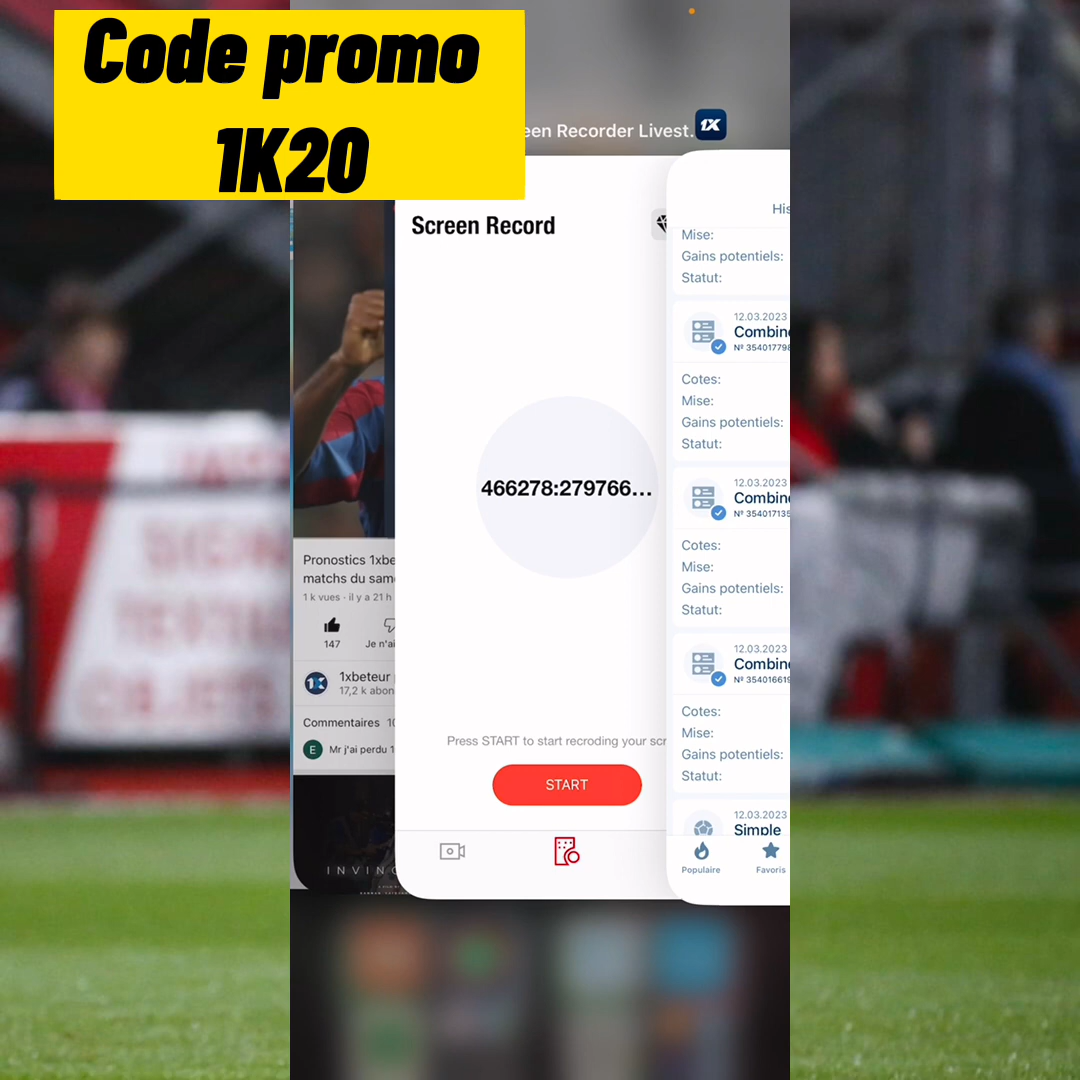 Code promo
1K20
een Recorder Livest.
1X
Screen Record
His
Mise:
Gains potentiels:
Statut:
12.03.2023
Combin
Nº 354017798
Cotes:
Mise:
Gains potentiels:
Statut:
466278:279766...
12.03.2023
Combin
Nº 35401713
Cotes:
Mise:
Gains potentiels:
Statut:
Pronostics 1xbe
matchs du same
1 k vues · il y a 21 h
147
Je n'ai
1xbeteur
17,2 k abon
Commentaires 10
E
Mr j'ai perdu 1
12.03.2023
Combin
Nº 35401661
Cotes:
Mise:
Gains potentiels:
Statut:
Press START to start recroding your scr
START
12.03.2023
Simple
Populaire
Favoris
INVINC